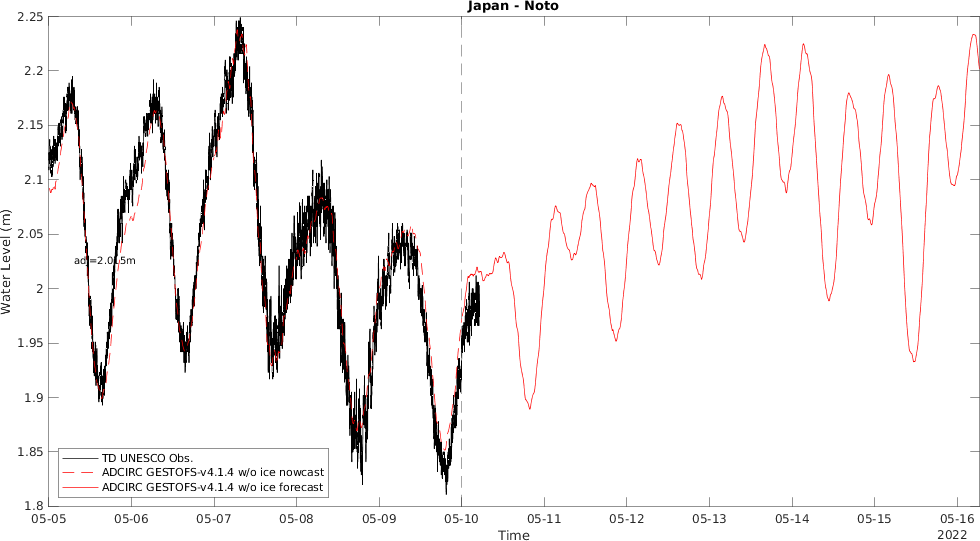 Japan - Noto
2.25
2.2
2.15
2.1
2.05
2
1.95
1.9
1.85
1.8
Water Level (m)
adj=2.015m
TD UNESCO Obs.
ADCIRC GESTOFS-v4.1.4 w/o ice nowcast
ADCIRC GESTOFS-v4.1.4 w/o ice forecast
05-05 05-06 05-07 05-08 05-09 05-10 05-11 05-12 05-13 05-14 05-15 05-16
Time
2022